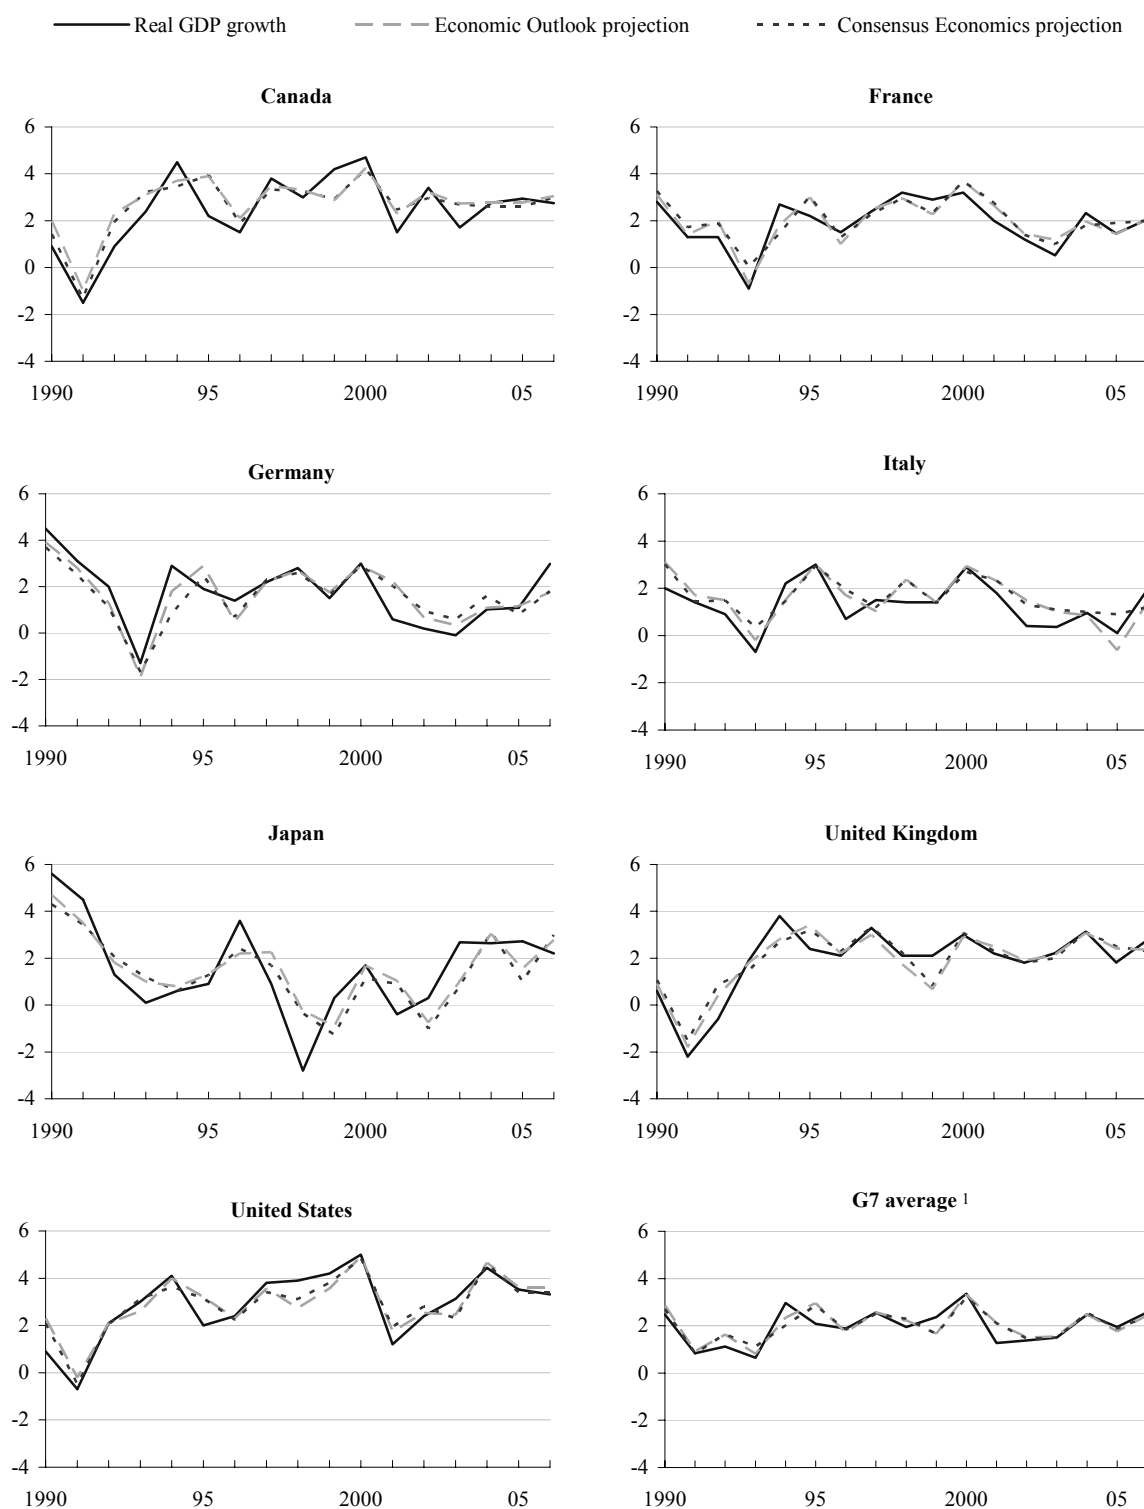 Real GDP growth Economic Outlook projection Consensus Economics projection
Canada
6
4
2
0
-2
-4
1990 95 2000 05
France
6
4
2
0
-2
-4
1990 95 2000 05
Germany
6
4
2
0
-2
-4
1990 95 2000 05
Italy
6
4
2
0
-2
-4
1990 95 2000 05
Japan
6
4
2
0
-2
-4
1990 95 2000 05
United Kingdom
6
4
2
0
-2
-4
1990 95 2000 05
United States
6
4
2
0
-2
-4
1990 95 2000 05
G7 average 1
6
4
2
0
-2
-4
1990 95 2000 05